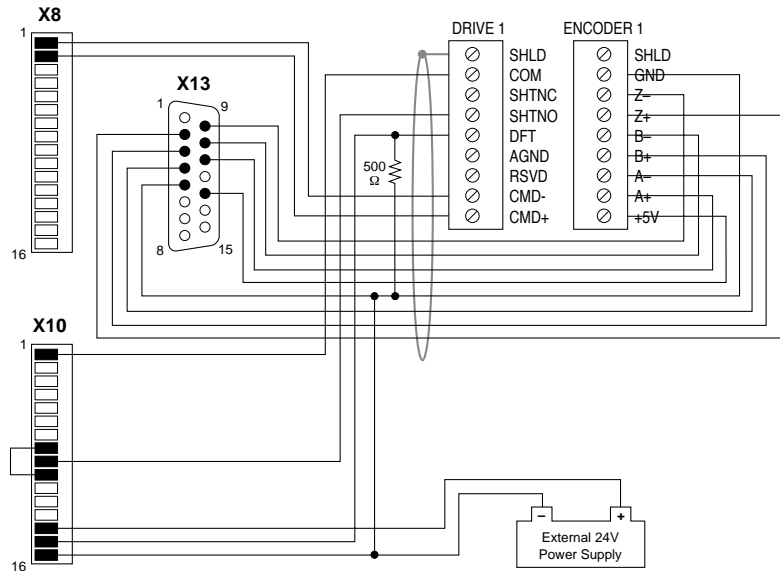 X8
1
16
X13
1
9
8
15
DRIVE 1
SHLD
COM
SHTNC
SHTNO
DFT
AGND
RSVD
CMD-
CMD+
ENCODER 1
SHLD
GND
Z–
Z+
B–
B+
A–
A+
+5V
500
Ω
X10
1
16
–
+
External 24V
Power Supply